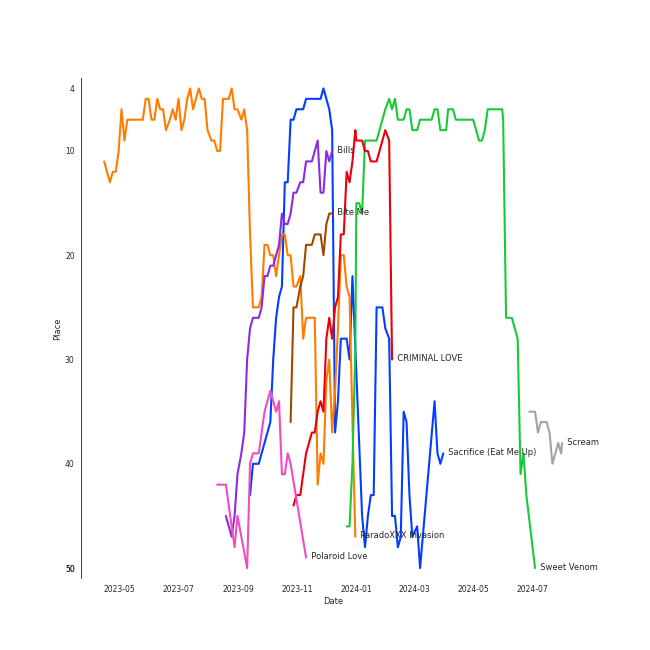 4
10
Bills
Bite Me
20
Place
30
CRIMINAL LOVE
Scream
Sacrifice (Eat Me Up)
40
ParadoXXX Invasion
Polaroid Love
50
Sweet Venom
2023-05 2023-07 2023-09 2023-11 2024-01 2024-03 2024-05 2024-07
Date